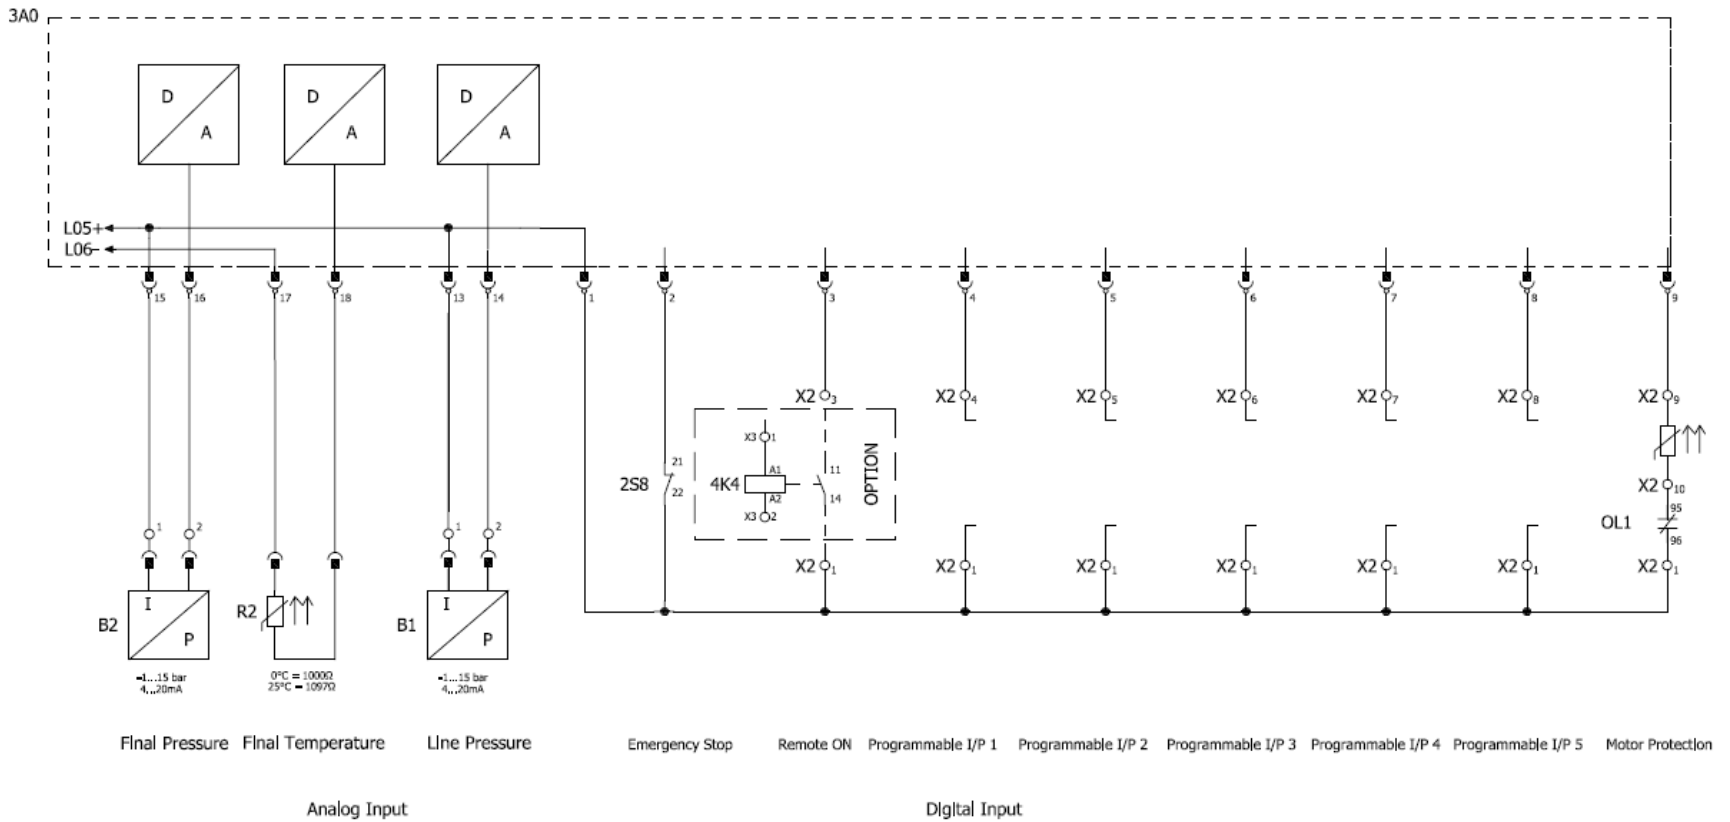 3A0
D
A
D
A
D
A
L05+
L06-
15
16
17
18
13
14
1
2
3
4
5
6
7
8
9
X2 3
X2 4
X2 5
X2 6
X2 7
X2 8
X2 9
X3 1
21
A1
11
2S8
4K4
OPTION
22
A2
14
X3 2
X2 10
95
OL1
96
1
2
1
2
X2 1
X2 1
X2 1
X2 1
X2 1
X2 1
X2 1
I
P
B2
R2
I
P
B1
-1...15 bar
4...20mA
0°C = 1000Ω
25°C = 1097Ω
-1...15 bar
4...20mA
Final Pressure
Final Temperature
Line Pressure
Emergency Stop
Remote ON
Programmable I/P 1
Programmable I/P 2
Programmable I/P 3
Programmable I/P 4
Programmable I/P 5
Motor Protection
Analog Input
Digital Input